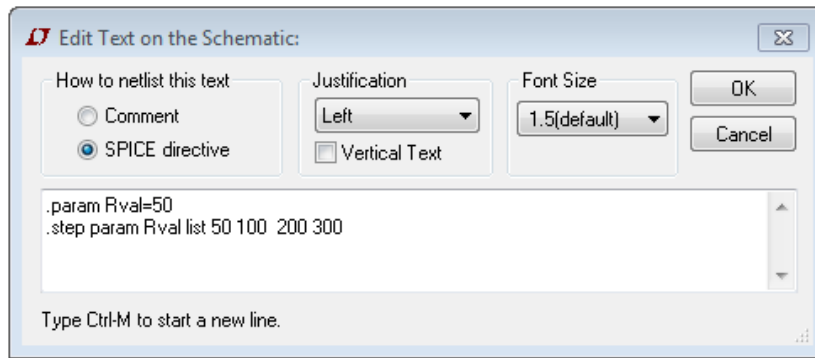 Edit Text on the Schematic:
How to netlist this text
Comment
SPICE directive
Justification
Left
Vertical Text
Font Size
1.5(default)
OK
Cancel
.param Rval=50
.step param Rval list 50 100  200 300
Type Ctrl-M to start a new line.